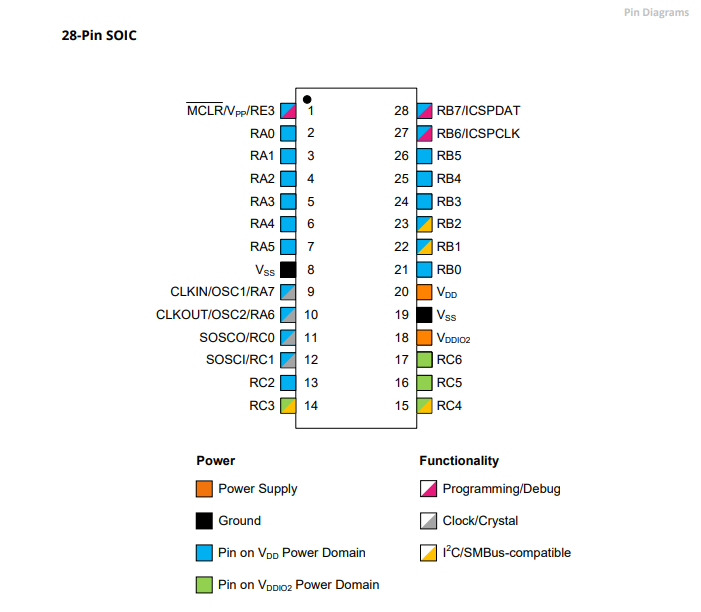 Pin Diagrams
28-Pin SOIC
MCLR/VPP/RE3 1 28 RB7/ICSPDAT
RA0 2 27 RB6/ICSPCLK
RA1 3 26 RB5
RA2 4 25 RB4
RA3 5 24 RB3
RA4 6 23 RB2
RA5 7 22 RB1
VSS 8 21 RB0
CLKIN/OSC1/RA7 9 20 VDD
CLKOUT/OSC2/RA6 10 19 VSS
SOSCO/RC0 11 18 VDDIO2
SOSCI/RC1 12 17 RC6
RC2 13 16 RC5
RC3 14 15 RC4
Power Functionality
Power Supply Programming/Debug
Ground Clock/Crystal
Pin on VDD Power Domain I²C/SMBus-compatible
Pin on VDDIO2 Power Domain